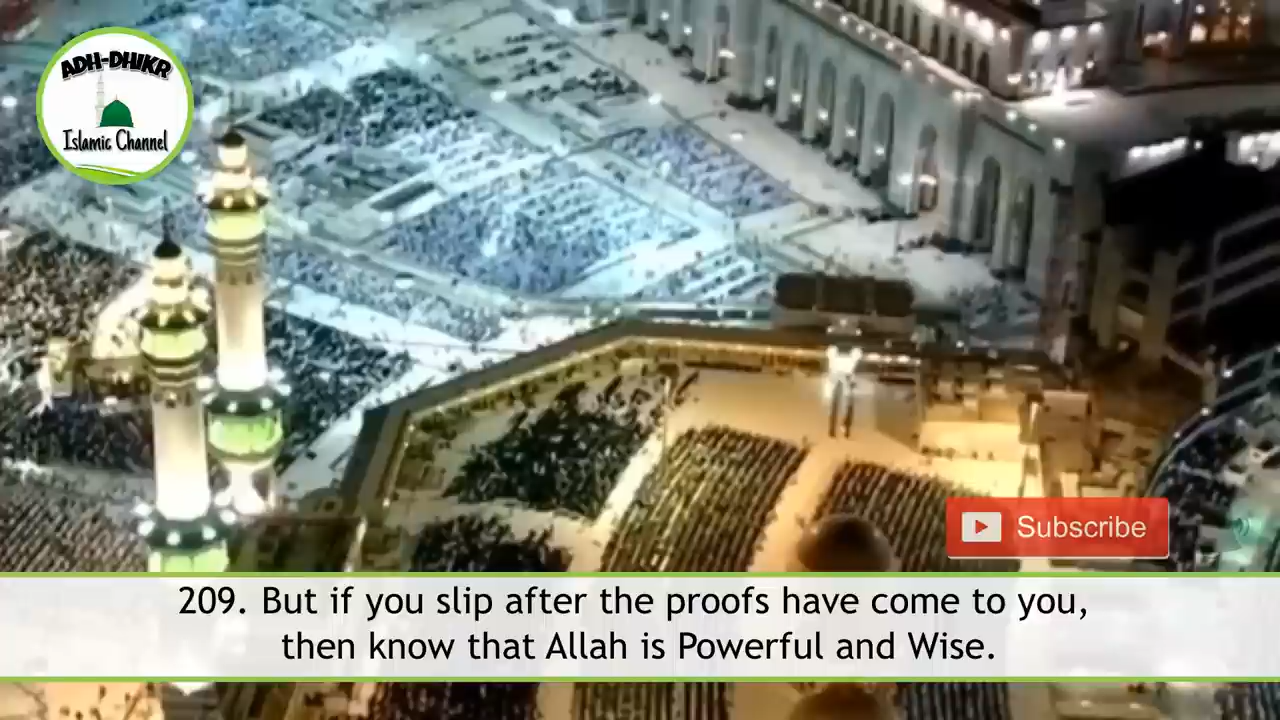 ADH-DHIKR
Islamic Channel
Subscribe
209. But if you slip after the proofs have come to you,
then know that Allah is Powerful and Wise.